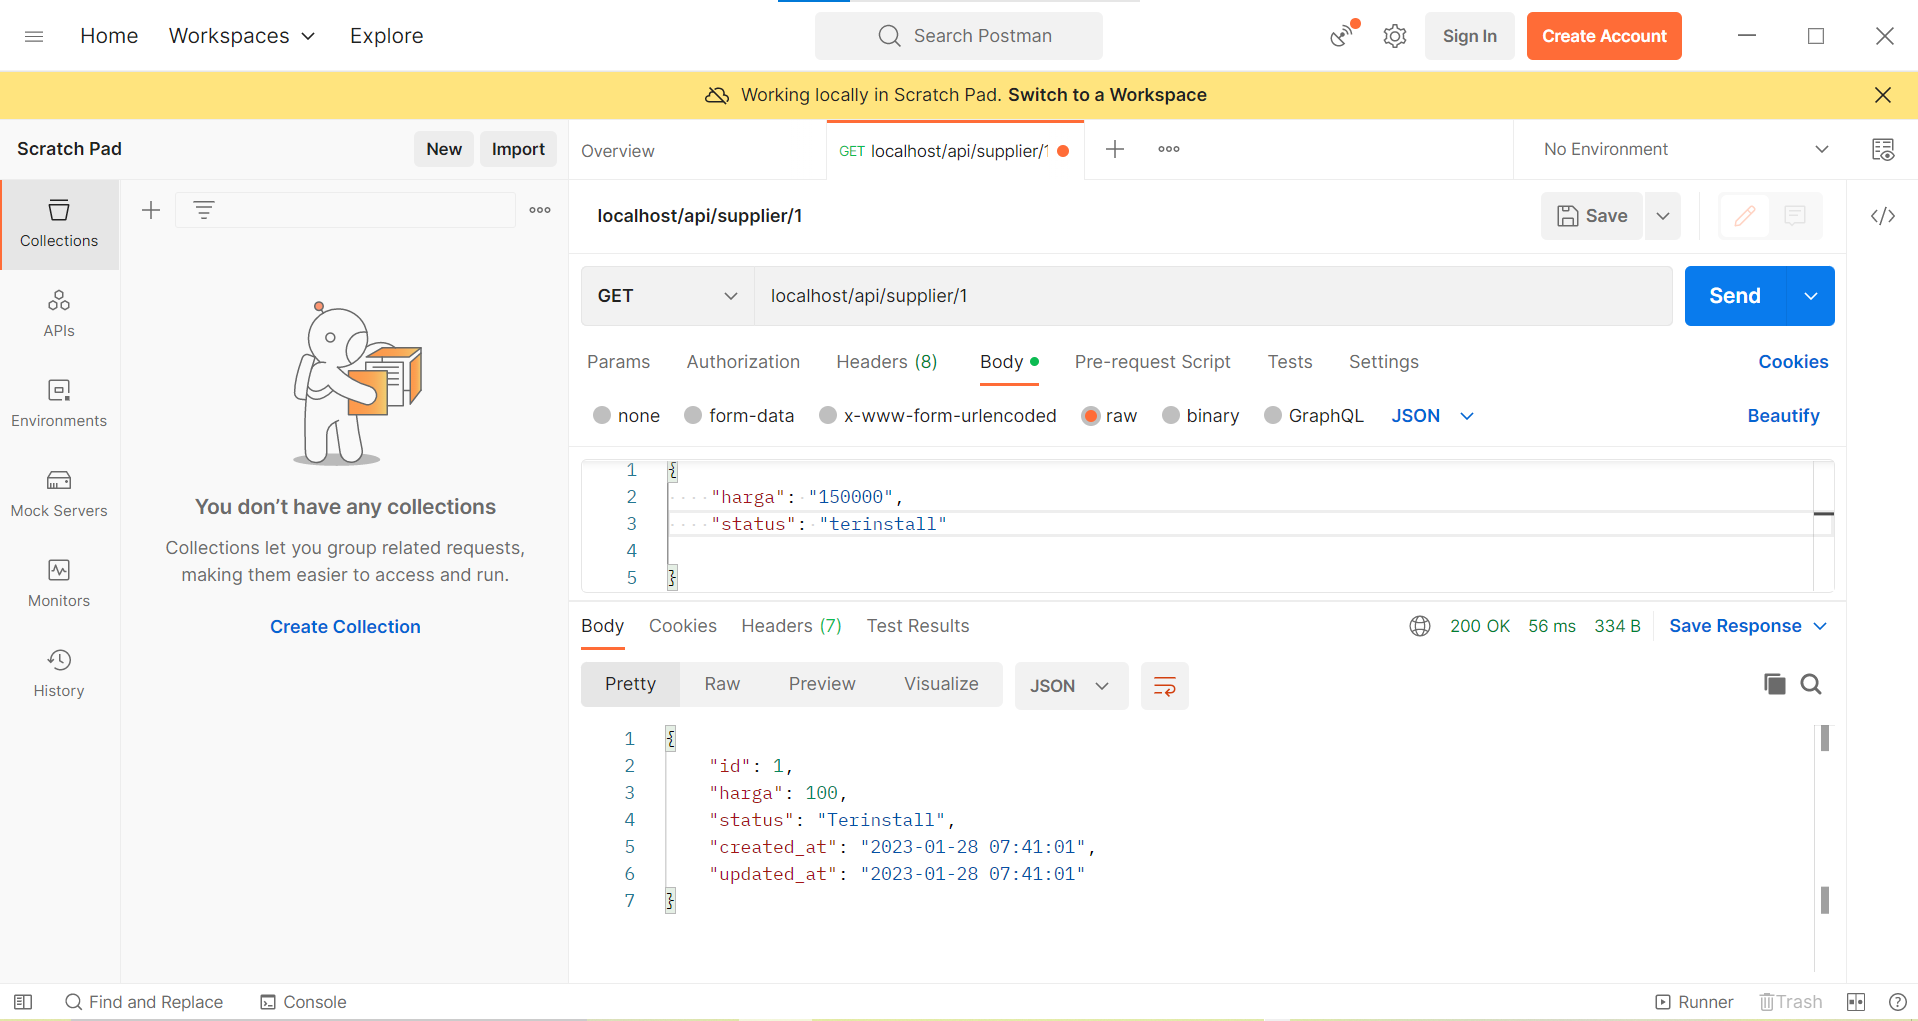 Home Workspaces Explore Search Postman Sign In Create Account
Working locally in Scratch Pad. Switch to a Workspace
Scratch Pad New Import
Overview GET localhost/api/supplier/1 No Environment
Collections
APIs
Environments
Mock Servers
Monitors
History
You don’t have any collections
Collections let you group related requests,
making them easier to access and run.
Create Collection
localhost/api/supplier/1 Save
GET localhost/api/supplier/1 Send
Params Authorization Headers (8) Body Pre-request Script Tests Settings Cookies
none form-data x-www-form-urlencoded raw binary GraphQL JSON Beautify
1 {
2 "harga": "150000",
3 "status": "terinstall"
4
5 }
Body Cookies Headers (7) Test Results 200 OK 56 ms 334 B Save Response
Pretty Raw Preview Visualize JSON
1 {
2 "id": 1,
3 "harga": 100,
4 "status": "Terinstall",
5 "created_at": "2023-01-28 07:41:01",
6 "updated_at": "2023-01-28 07:41:01"
7 }
Find and Replace Console Runner Trash